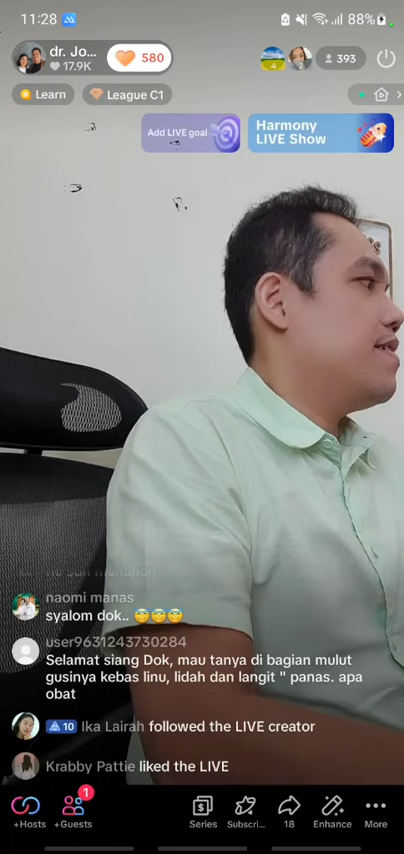 11:28
88%
dr. Jo...
17.9K
580
4
393
Learn
League C1
Add LIVE goal
Harmony
LIVE Show
naomi manas
syalom dok.. 😇😇😇
user9631243730284
Selamat siang Dok, mau tanya di bagian mulut
gusinya kebas linu, lidah dan langit " panas. apa
obat
10 Ika Lairah followed the LIVE creator
Krabby Pattie liked the LIVE
1
+Hosts
+Guests
Series
Subscri...
18
Enhance
More